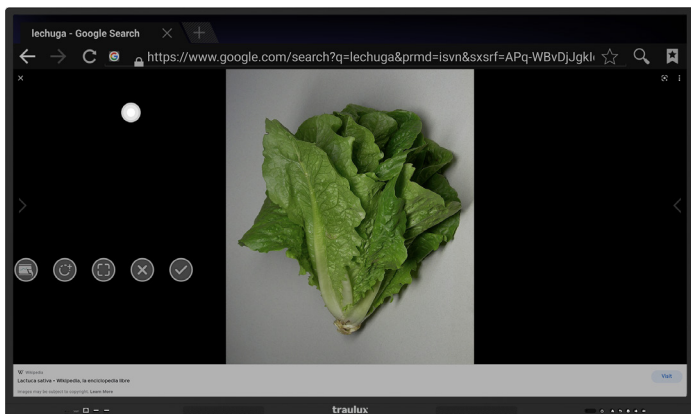 lechuga - Google Search
https://www.google.com/search?q=lechuga&prmd=isvn&sxsrf=APq-WBvDjJgkI
W Wikipedia
Lactuca sativa - Wikipedia, la enciclopedia libre
Visit
Images may be subject to copyright. Learn More
traulux